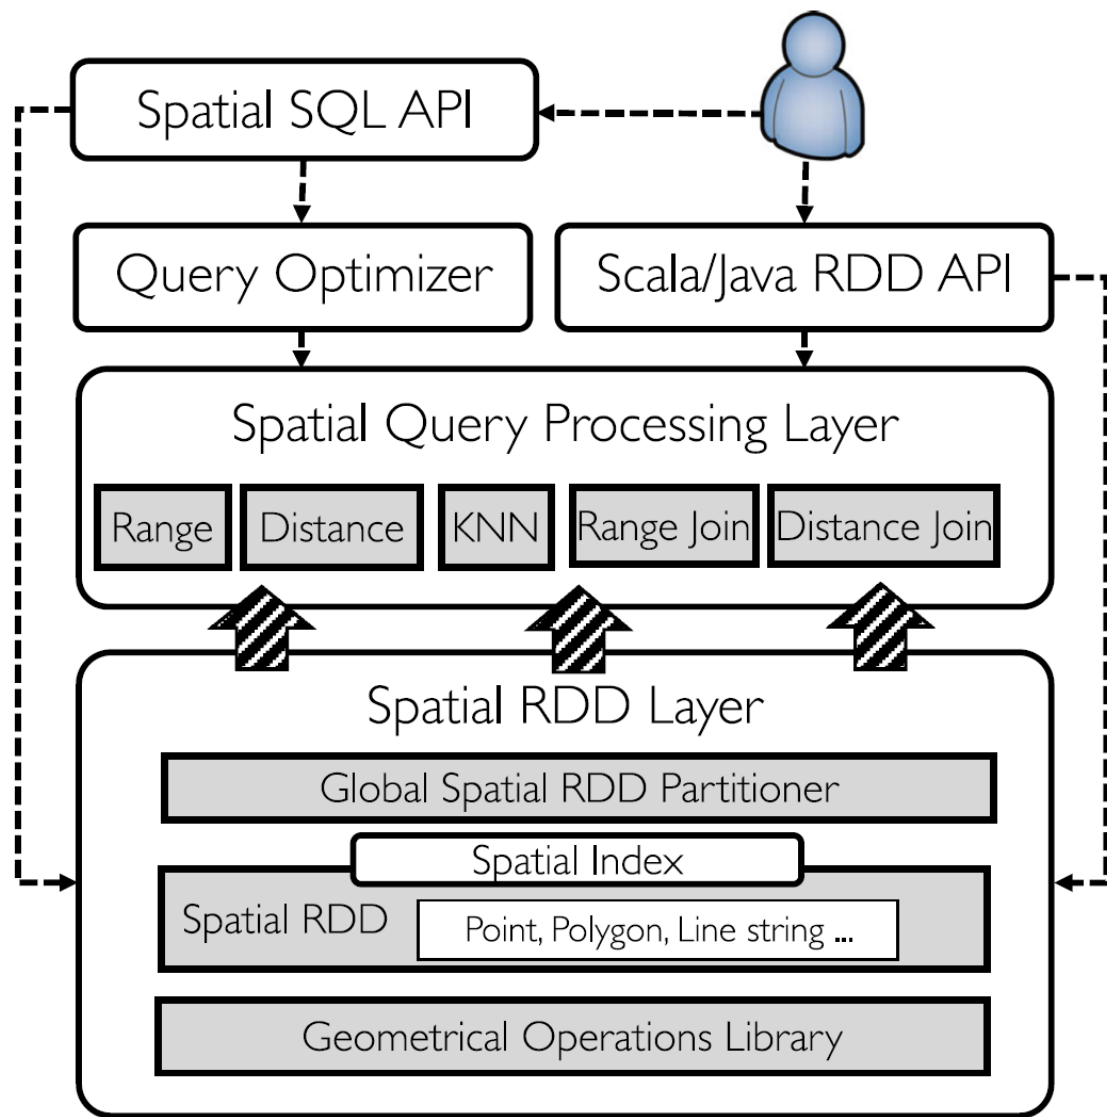 Spatial SQL API
Query Optimizer
Scala/Java RDD API
Spatial Query Processing Layer
Range
Distance
KNN
Range Join
Distance Join
Spatial RDD Layer
Global Spatial RDD Partitioner
Spatial Index
Spatial RDD
Point, Polygon, Line string ...
Geometrical Operations Library